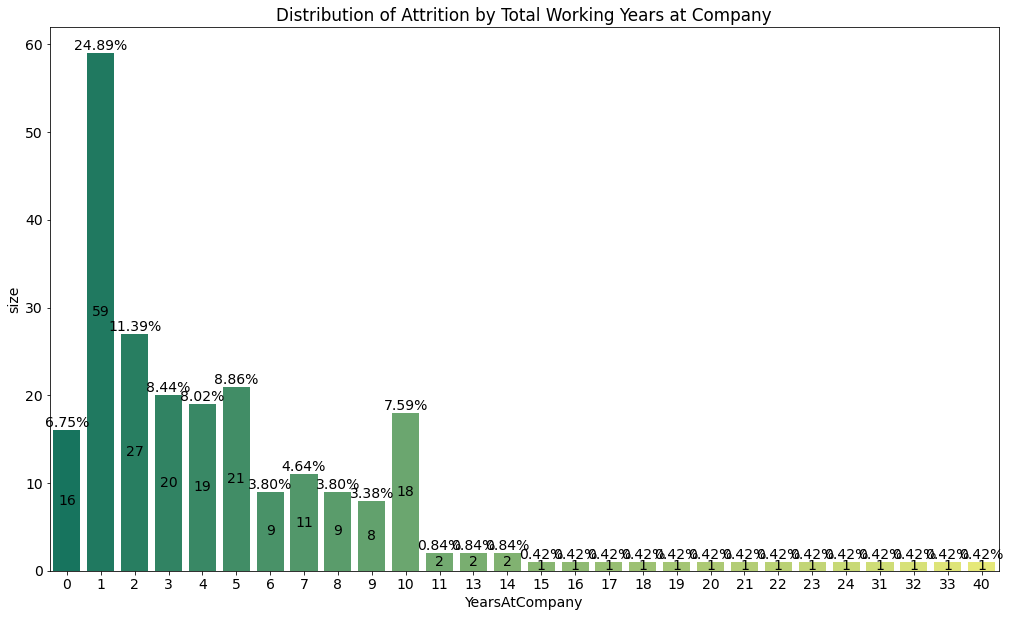 Distribution of Attrition by Total Working Years at Company
size
60
50
40
30
20
10
0
6.75% 24.89% 11.39% 8.44% 8.02% 8.86% 3.80% 4.64% 3.80% 3.38% 7.59% 0.84% 0.84% 0.84% 0.42% 0.42% 0.42% 0.42% 0.42% 0.42% 0.42% 0.42% 0.42% 0.42% 0.42% 0.42% 0.42% 0.42%
16 59 27 20 19 21 9 11 9 8 18 2 2 2 1 1 1 1 1 1 1 1 1 1 1 1 1 1
0 1 2 3 4 5 6 7 8 9 10 11 13 14 15 16 17 18 19 20 21 22 23 24 31 32 33 40
YearsAtCompany